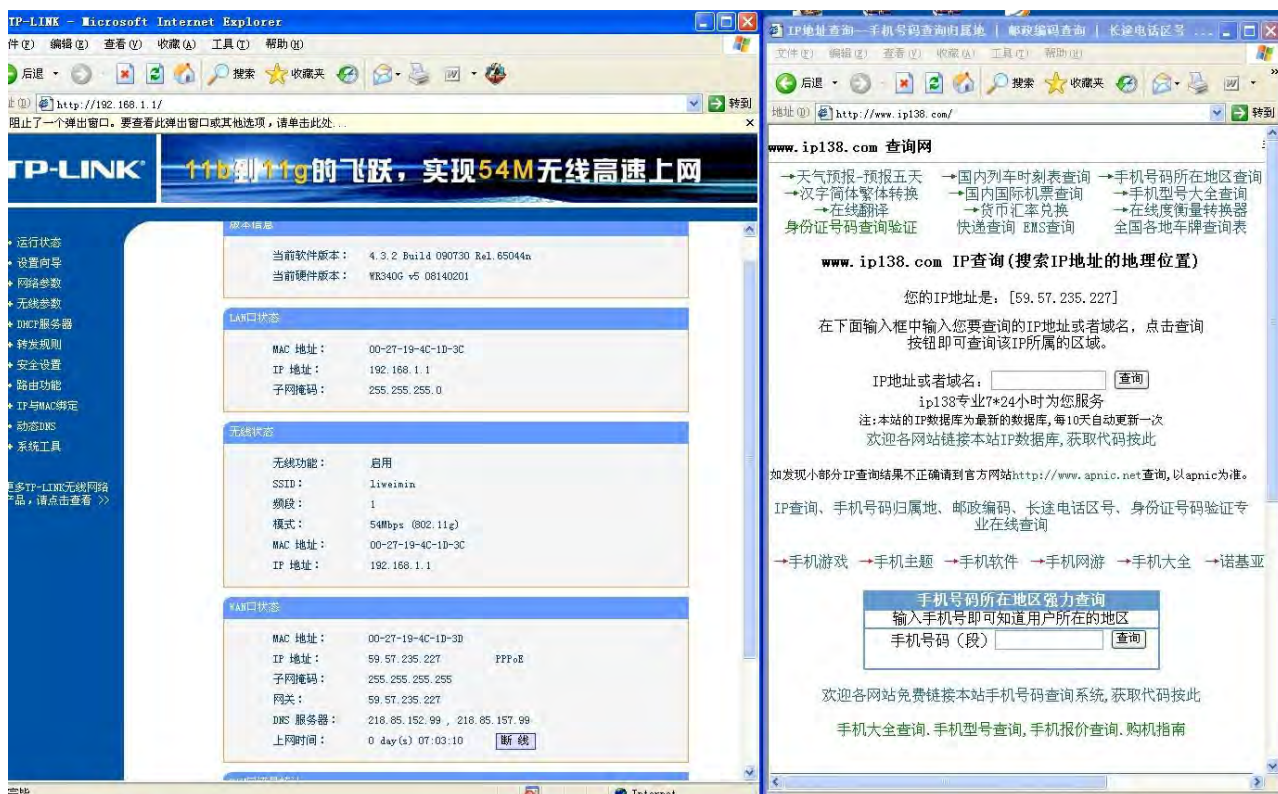 TP-LINK - Microsoft Internet Explorer
件(F) 编辑(E) 查看(V) 收藏(A) 工具(T) 帮助(H)
后退 搜索 收藏夹
址(D) http://192.168.1.1/ 转到
阻止了一个弹出窗口。要查看此弹出窗口或其他选项，请单击此处...
TP-LINK 11b到11g的飞跃，实现54M无线高速上网
运行状态
设置向导
网络参数
无线参数
DHCP服务器
转发规则
安全设置
路由功能
IP与MAC绑定
动态DNS
系统工具
更多TP-LINK无线网络
产品，请点击查看 >>
版本信息
当前软件版本： 4.3.2 Build 090730 Rel.65044n
当前硬件版本： WR340G v5 08140201
LAN口状态
MAC 地址： 00-27-19-4C-1D-3C
IP 地址： 192.168.1.1
子网掩码： 255.255.255.0
无线状态
无线功能： 启用
SSID： liweimin
频段： 1
模式： 54Mbps (802.11g)
MAC 地址： 00-27-19-4C-1D-3C
IP 地址： 192.168.1.1
WAN口状态
MAC 地址： 00-27-19-4C-1D-3D
IP 地址： 59.57.235.227 PPPoE
子网掩码： 255.255.255.255
网关： 59.57.235.227
DNS 服务器： 218.85.152.99 , 218.85.157.99
上网时间： 0 day(s) 07:03:10 断 线
完毕 Internet
IP地址查询--手机号码查询归属地 | 邮政编码查询 | 长途电话区号 ...
文件(F) 编辑(E) 查看(V) 收藏(A) 工具(T) 帮助(H)
后退 搜索 收藏夹
地址(D) http://www.ip138.com/ 转到
www.ip138.com 查询网
→天气预报-预报五天 →国内列车时刻表查询 →手机号码所在地区查询
→汉字简体繁体转换 →国内国际机票查询 →手机型号大全查询
→在线翻译 →货币汇率兑换 →在线度衡量转换器
身份证号码查询验证 快递查询 EMS查询 全国各地车牌查询表
www.ip138.com IP查询(搜索IP地址的地理位置)
您的IP地址是：[59.57.235.227]
在下面输入框中输入您要查询的IP地址或者域名，点击查询
按钮即可查询该IP所属的区域。
IP地址或者域名： 查询
ip138专业7*24小时为您服务
注:本站的IP数据库为最新的数据库,每10天自动更新一次
欢迎各网站链接本站IP数据库,获取代码按此
如发现小部分IP查询结果不正确请到官方网站http://www.apnic.net查询,以apnic为准。
IP查询、手机号码归属地、邮政编码、长途电话区号、身份证号码验证专
业在线查询
→手机游戏 →手机主题 →手机软件 →手机网游 →手机大全 →诺基亚
手机号码所在地区强力查询
输入手机号即可知道用户所在的地区
手机号码（段） 查询
欢迎各网站免费链接本站手机号码查询系统,获取代码按此
手机大全查询.手机型号查询,手机报价查询.购机指南